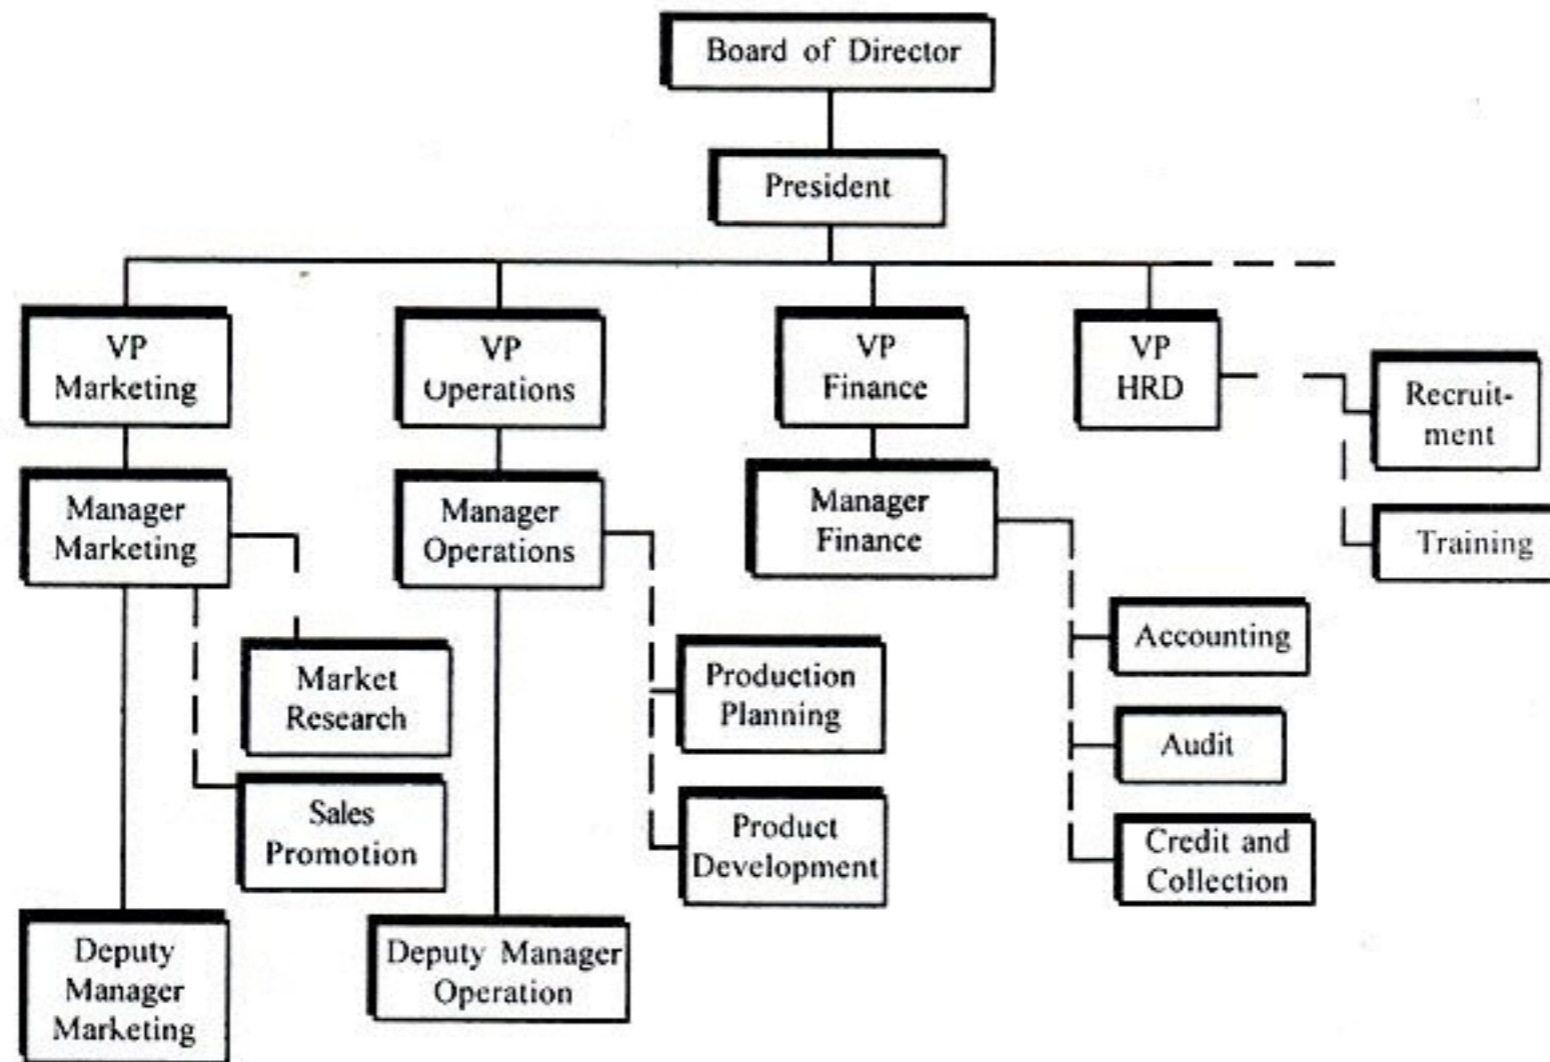 Board of Director
President
VP
Marketing
VP
Operations
VP
Finance
VP
HRD
Recruit-
ment
Training
Manager
Marketing
Manager
Operations
Manager
Finance
Market
Research
Sales
Promotion
Production
Planning
Product
Development
Accounting
Audit
Credit and
Collection
Deputy
Manager
Marketing
Deputy Manager
Operation